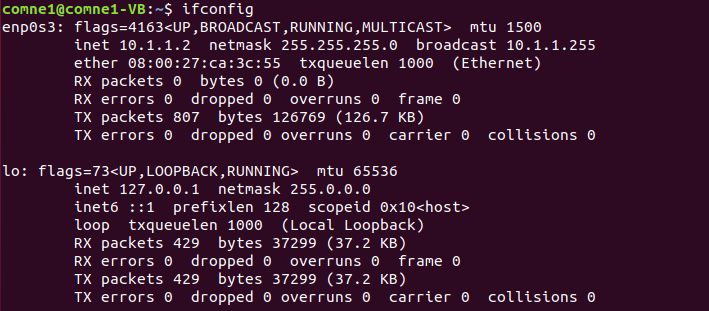 comne1@comne1-VB:~$ ifconfig
enp0s3: flags=4163<UP,BROADCAST,RUNNING,MULTICAST>  mtu 1500
        inet 10.1.1.2  netmask 255.255.255.0  broadcast 10.1.1.255
        ether 08:00:27:ca:3c:55  txqueuelen 1000  (Ethernet)
        RX packets 0  bytes 0 (0.0 B)
        RX errors 0  dropped 0  overruns 0  frame 0
        TX packets 807  bytes 126769 (126.7 KB)
        TX errors 0  dropped 0 overruns 0  carrier 0  collisions 0

lo: flags=73<UP,LOOPBACK,RUNNING>  mtu 65536
        inet 127.0.0.1  netmask 255.0.0.0
        inet6 ::1  prefixlen 128  scopeid 0x10<host>
        loop  txqueuelen 1000  (Local Loopback)
        RX packets 429  bytes 37299 (37.2 KB)
        RX errors 0  dropped 0  overruns 0  frame 0
        TX packets 429  bytes 37299 (37.2 KB)
        TX errors 0  dropped 0 overruns 0  carrier 0  collisions 0